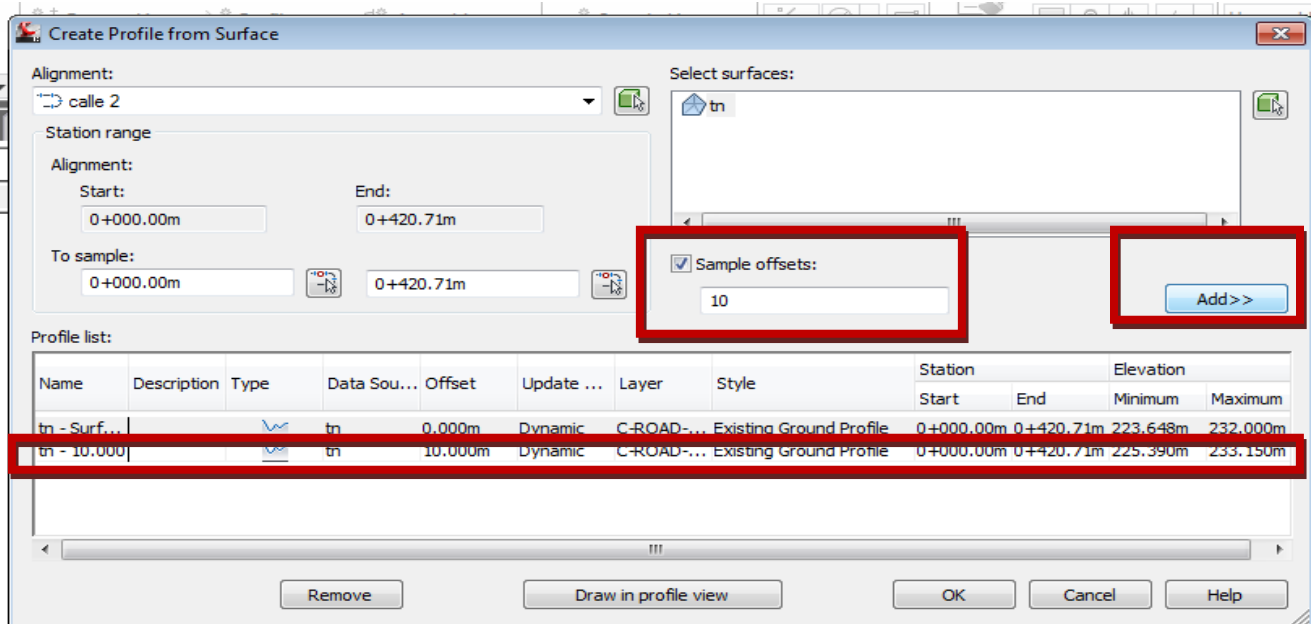 Create Profile from Surface
Alignment:
calle 2
Select surfaces:
tn
Station range
Alignment:
Start:
End:
0+000.00m
0+420.71m
To sample:
0+000.00m
0+420.71m
Sample offsets:
10
Add>>
Profile list:
Name Description Type Data Sou... Offset Update ... Layer Style Station Elevation
Start End Minimum Maximum
tn - Surf... tn 0.000m Dynamic C-ROAD-... Existing Ground Profile 0+000.00m 0+420.71m 223.648m 232.000m
tn - 10.000 tn 10.000m Dynamic C-ROAD-... Existing Ground Profile 0+000.00m 0+420.71m 225.390m 233.150m
Remove Draw in profile view OK Cancel Help